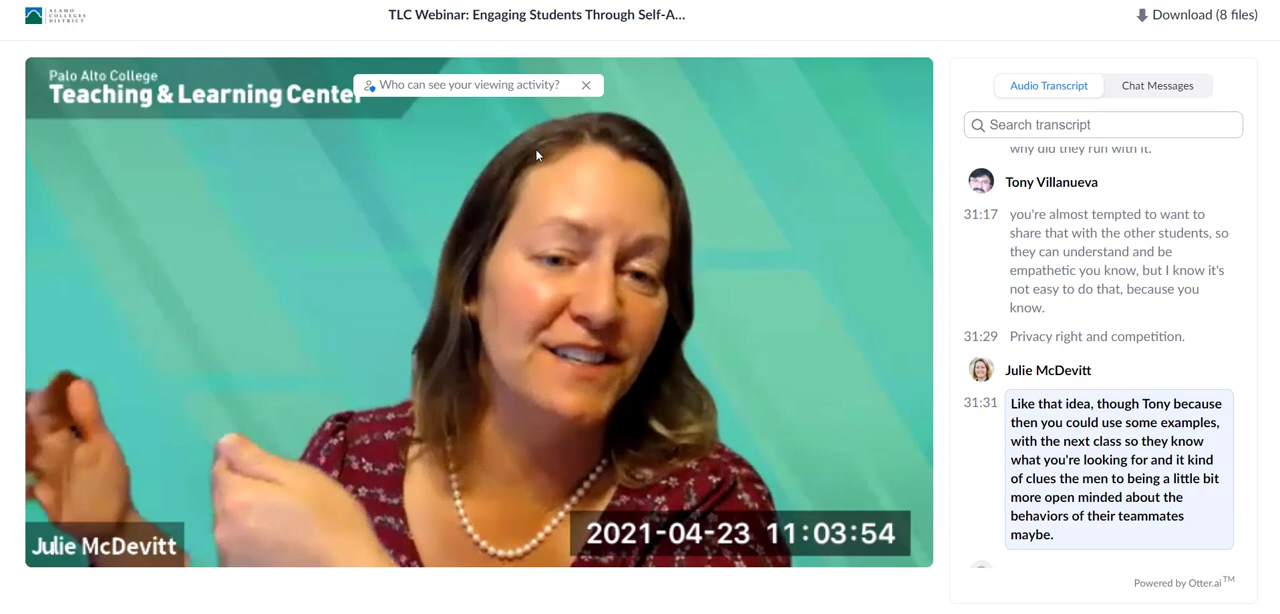 ALAMO
COLLEGES
DISTRICT
TLC Webinar: Engaging Students Through Self-A...
Download (8 files)
Palo Alto College
Teaching & Learning Center
Who can see your viewing activity?
Julie McDevitt
2021-04-23 11:03:54
Audio Transcript
Chat Messages
Search transcript
why did they run with it.
Tony Villanueva
31:17 you're almost tempted to want to
share that with the other students, so
they can understand and be
empathetic you know, but I know it's
not easy to do that, because you
know.
31:29 Privacy right and competition.
Julie McDevitt
31:31 Like that idea, though Tony because
then you could use some examples,
with the next class so they know
what you're looking for and it kind
of clues the men to being a little bit
more open minded about the
behaviors of their teammates
maybe.
Powered by Otter.ai™